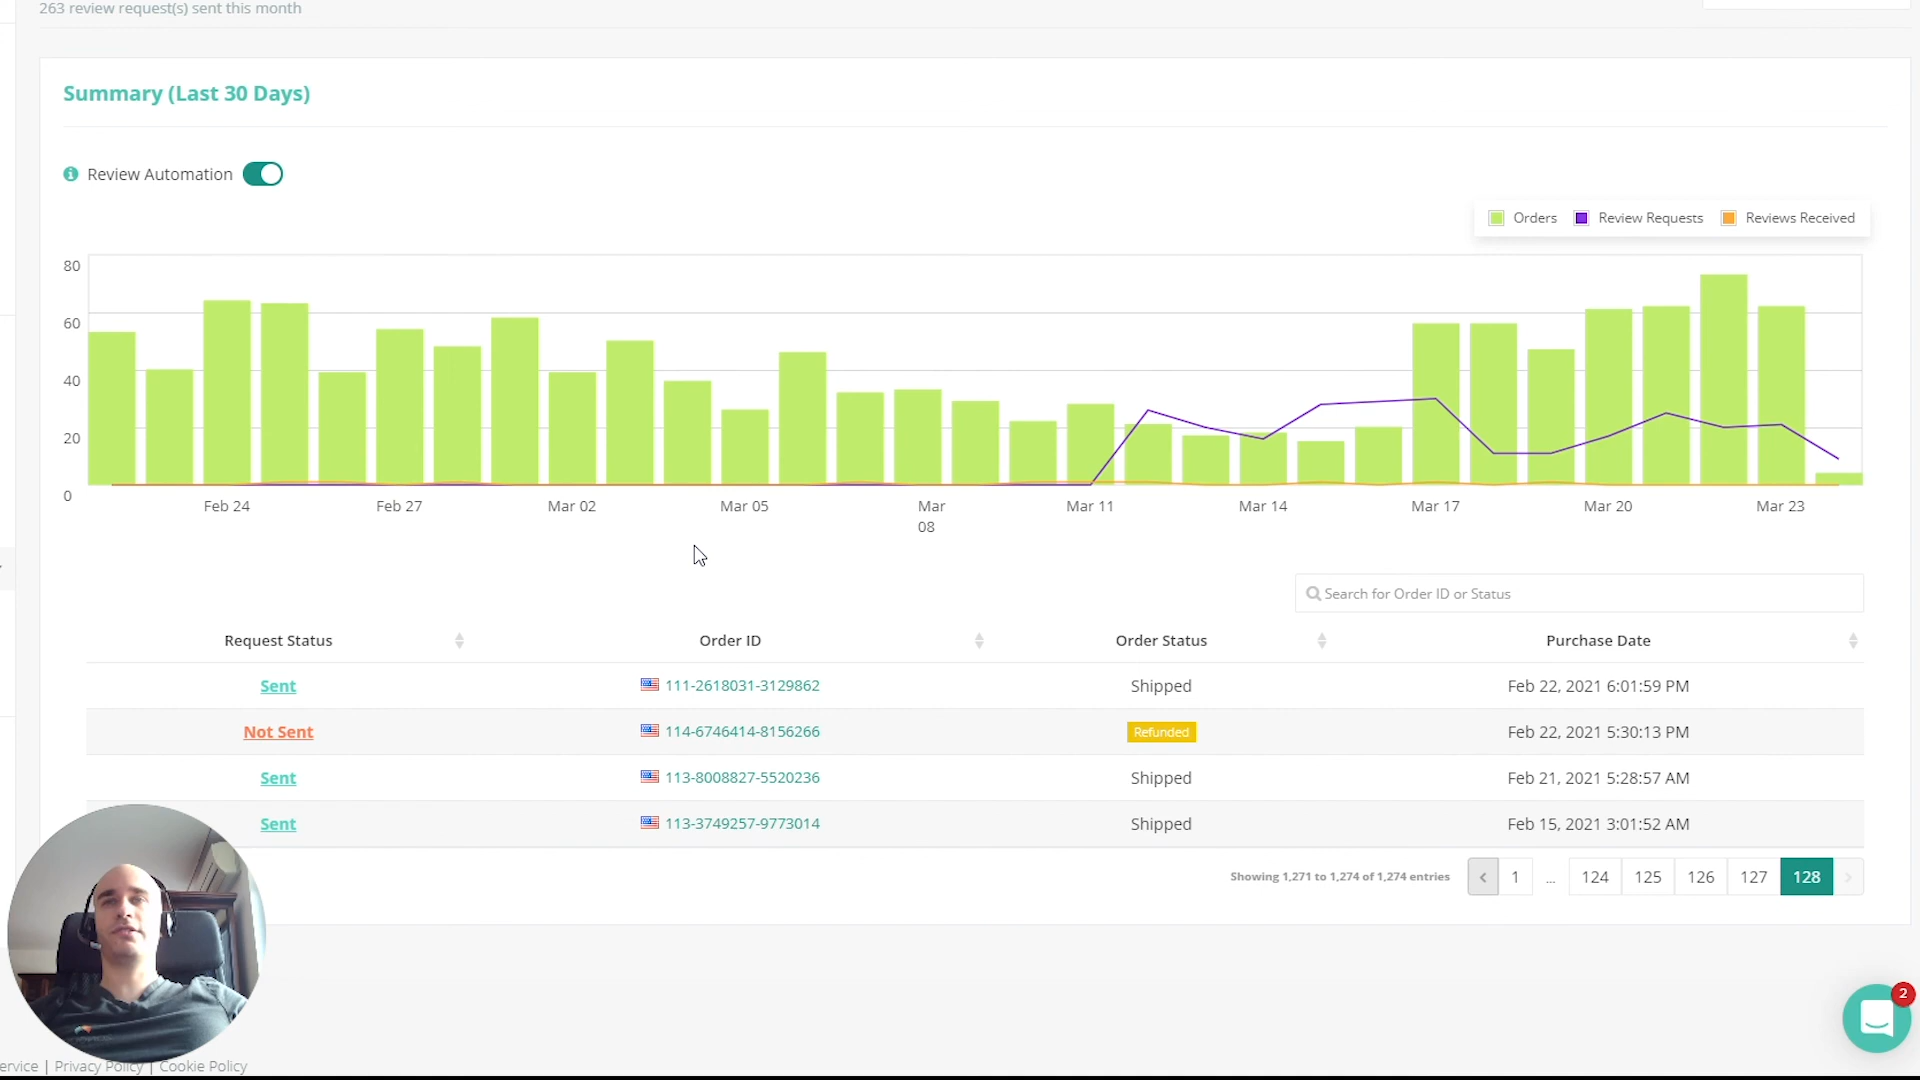 263 review request(s) sent this month
Summary (Last 30 Days)
Review Automation
Orders Review Requests Reviews Received
80
60
40
20
0
Feb 24 Feb 27 Mar 02 Mar 05 Mar 08 Mar 11 Mar 14 Mar 17 Mar 20 Mar 23
Search for Order ID or Status
Request Status Order ID Order Status Purchase Date
Sent 111-2618031-3129862 Shipped Feb 22, 2021 6:01:59 PM
Not Sent 114-6746414-8156266 Refunded Feb 22, 2021 5:30:13 PM
Sent 113-8008827-5520236 Shipped Feb 21, 2021 5:28:57 AM
Sent 113-3749257-9773014 Shipped Feb 15, 2021 3:01:52 AM
Showing 1,271 to 1,274 of 1,274 entries < 1 ... 124 125 126 127 128 >
2
ervice | Privacy Policy | Cookie Policy